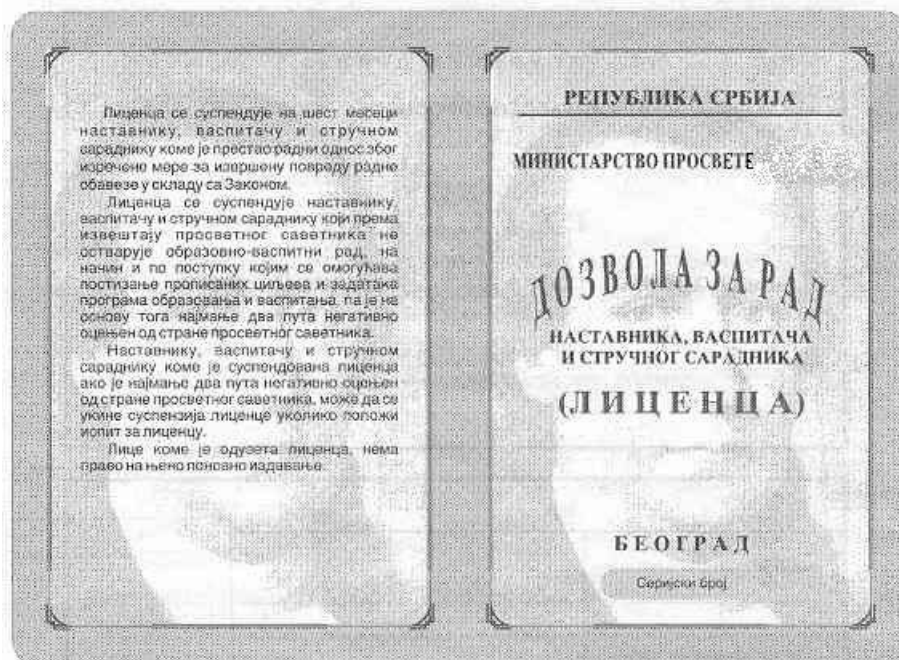 Лиценца се суспендује на шест месеци
наставнику, васпитачу и стручном
сараднику коме је престао радни однос због
изречене мере за извршену повреду радне
обавезе у складу са Законом.
Лиценца се суспендује наставнику,
васпитачу и стручном сараднику који према
извештају просветног саветника не
остварује образовно-васпитни рад, на
начин и по поступку којим се омогућава
постизање прописаних циљева и задатака
програма образовања и васпитања, па је на
основу тога најмање два пута негативно
оцењен од стране просветног саветника.
Наставнику, васпитачу и стручном
сараднику коме је суспендована лиценца
ако је најмање два пута негативно оцењен
од стране просветног саветника, може да се
укине суспензија лиценце уколико положи
испит за лиценцу.
Лице коме је одузета лиценца, нема
право на њено поновно издавање.
РЕПУБЛИКА СРБИЈА
МИНИСТАРСТВО ПРОСВЕТЕ
ДОЗВОЛА ЗА РАД
НАСТАВНИКА, ВАСПИТАЧА
И СТРУЧНОГ САРАДНИКА
(ЛИЦЕНЦА)
БЕОГРАД
Серијски број